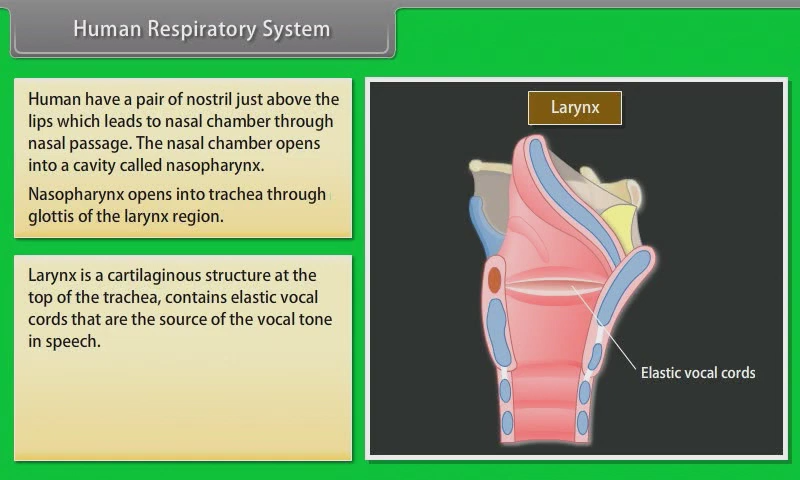 Human Respiratory System
Human have a pair of nostril just above the
lips which leads to nasal chamber through
nasal passage. The nasal chamber opens
into a cavity called nasopharynx.
Nasopharynx opens into trachea through
glottis of the larynx region.
Larynx is a cartilaginous structure at the
top of the trachea, contains elastic vocal
cords that are the source of the vocal tone
in speech.
Larynx
Elastic vocal cords